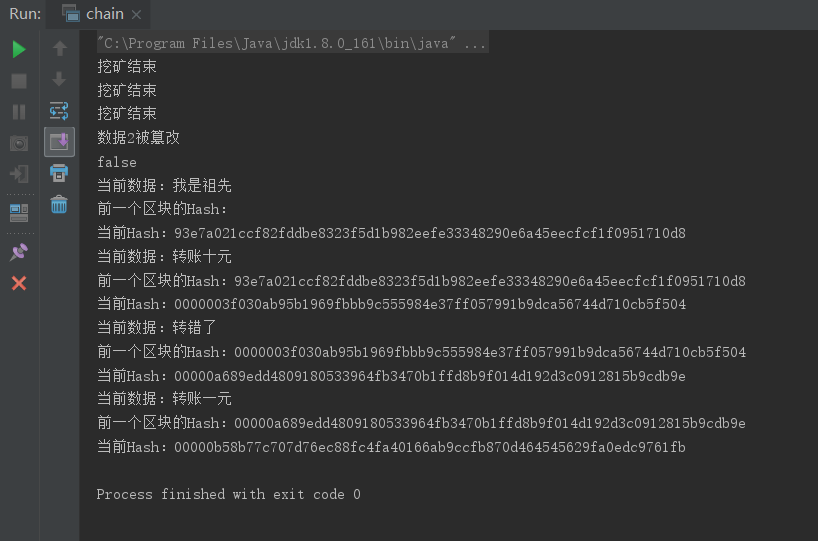 Run: chain
"C:\Program Files\Java\jdk1.8.0_161\bin\java" ...
挖矿结束
挖矿结束
挖矿结束
数据2被篡改
false
当前数据：我是祖先
前一个区块的Hash：
当前Hash：93e7a021ccf82fddbe8323f5d1b982eefe33348290e6a45eecfcf1f0951710d8
当前数据：转账十元
前一个区块的Hash：93e7a021ccf82fddbe8323f5d1b982eefe33348290e6a45eecfcf1f0951710d8
当前Hash：0000003f030ab95b1969fbbb9c555984e37ff057991b9dca56744d710cb5f504
当前数据：转错了
前一个区块的Hash：0000003f030ab95b1969fbbb9c555984e37ff057991b9dca56744d710cb5f504
当前Hash：00000a689edd4809180533964fb3470b1ffd8b9f014d192d3c0912815b9cdb9e
当前数据：转账一元
前一个区块的Hash：00000a689edd4809180533964fb3470b1ffd8b9f014d192d3c0912815b9cdb9e
当前Hash：00000b58b77c707d76ec88fc4fa40166ab9ccfb870d464545629fa0edc9761fb
Process finished with exit code 0